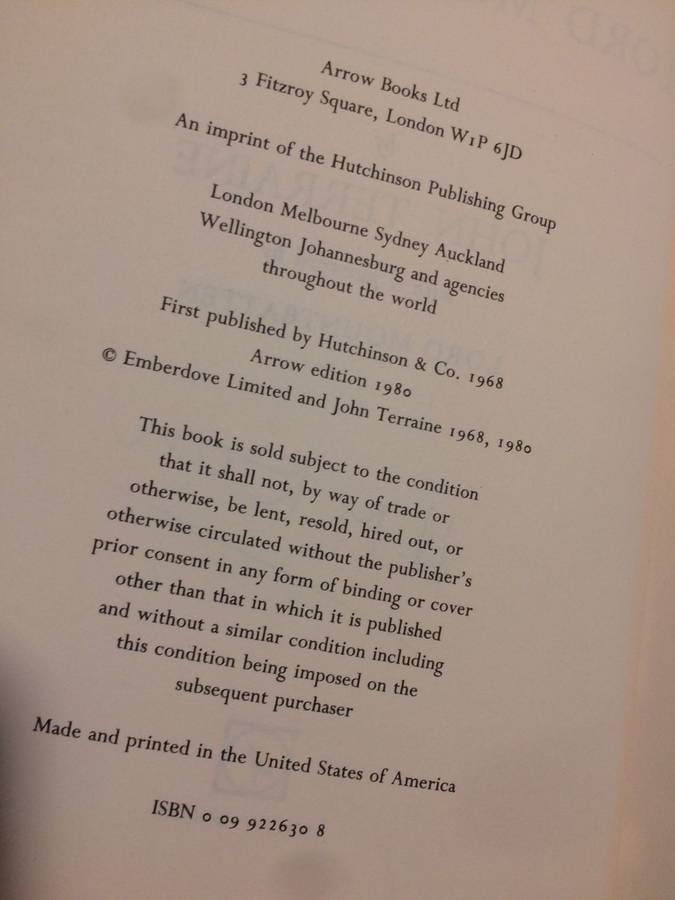 Arrow Books Ltd
3 Fitzroy Square, London W1P 6JD
An imprint of the Hutchinson Publishing Group
London Melbourne Sydney Auckland
Wellington Johannesburg and agencies
throughout the world
First published by Hutchinson & Co. 1968
Arrow edition 1980
© Emberdove Limited and John Terraine 1968, 1980
This book is sold subject to the condition
that it shall not, by way of trade or
otherwise, be lent, resold, hired out, or
otherwise circulated without the publisher's
prior consent in any form of binding or cover
other than that in which it is published
and without a similar condition including
this condition being imposed on the
subsequent purchaser
Made and printed in the United States of America
ISBN 0 09 922630 8